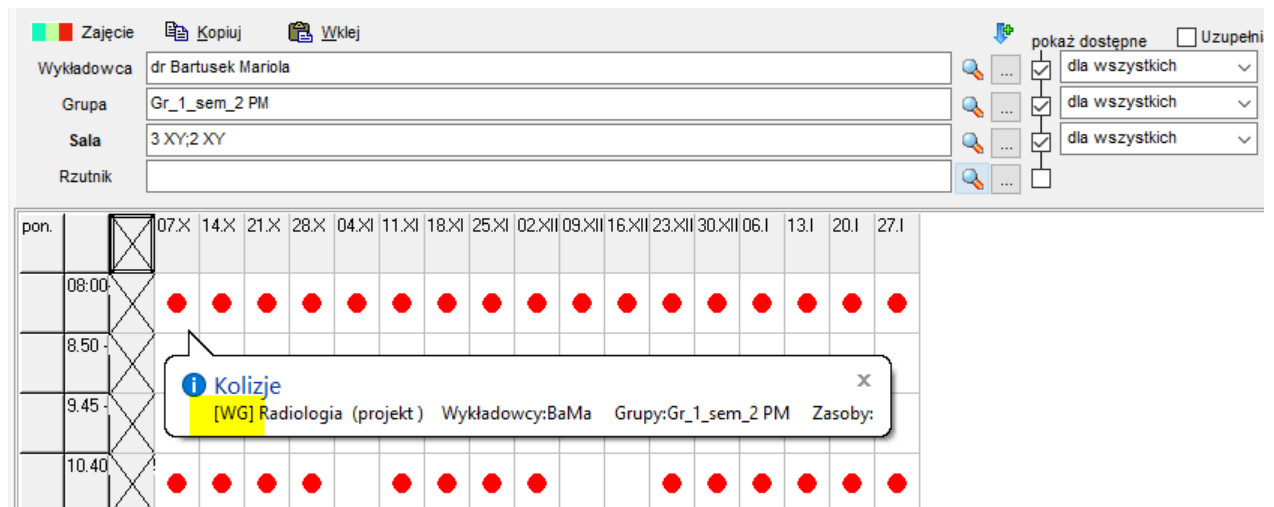 Zajęcie Kopiuj Wklej
pokaż dostępne Uzupełni
Wykładowca dr Bartusek Mariola ... dla wszystkich
Grupa Gr_1_sem_2 PM ... dla wszystkich
Sala 3 XY;2 XY ... dla wszystkich
Rzutnik ...
pon. 07.X 14.X 21.X 28.X 04.XI 11.XI 18.XI 25.XI 02.XII 09.XII 16.XII 23.XII 30.XII 06.I 13.I 20.I 27.I
08:00-
8.50 -
Kolizje x
9.45 -
[WG] Radiologia (projekt ) Wykładowcy:BaMa Grupy:Gr_1_sem_2 PM Zasoby:
10.40